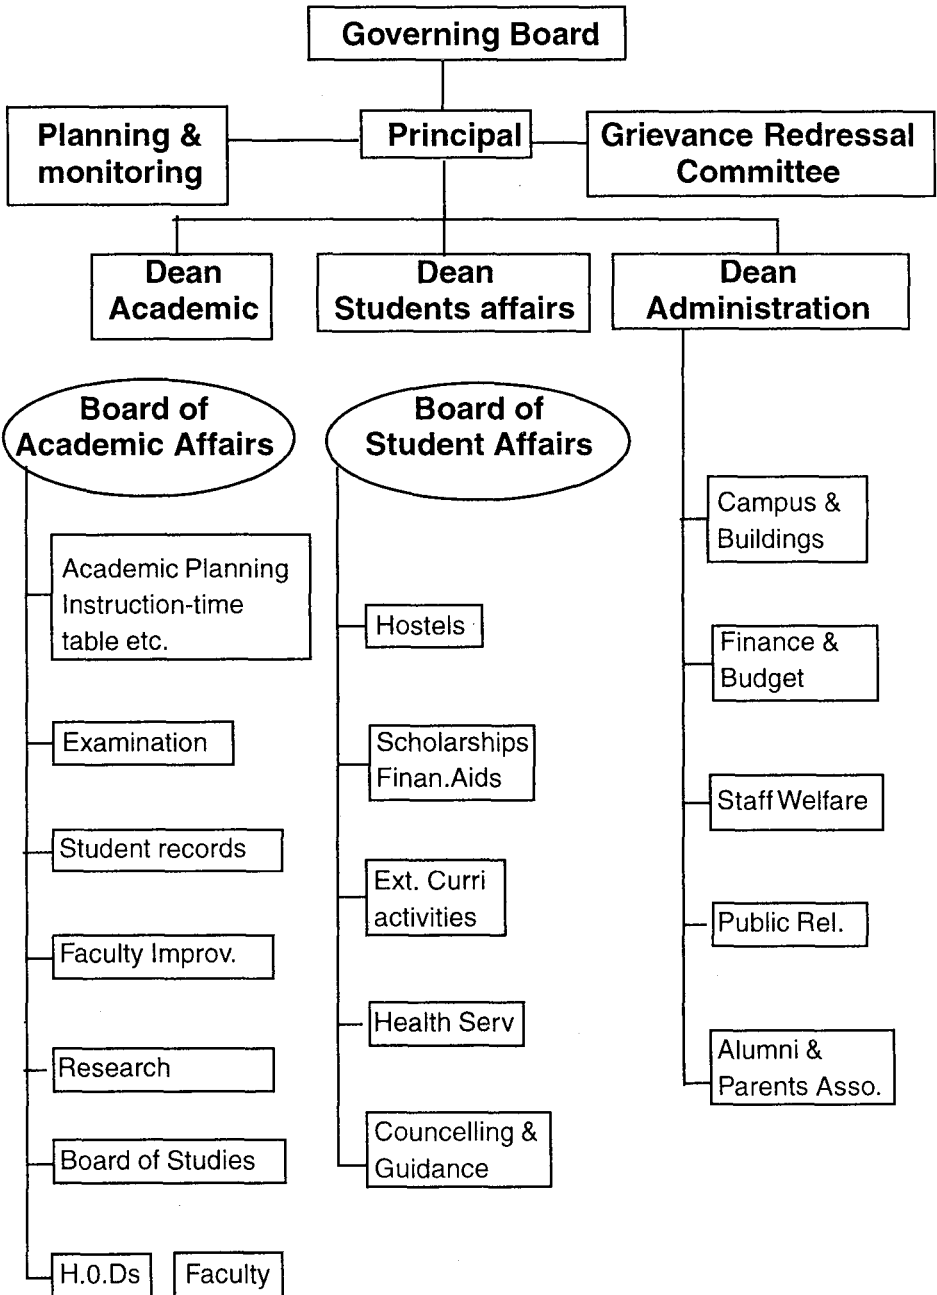 Governing Board
Planning &
monitoring
Principal
Grievance Redressal
Committee
Dean
Academic
Dean
Students affairs
Dean
Administration
Board of
Academic Affairs
Academic Planning
Instruction-time
table etc.
Examination
Student records
Faculty Improv.
Research
Board of Studies
H.0.Ds
Faculty
Board of
Student Affairs
Hostels
Scholarships
Finan.Aids
Ext. Curri
activities
Health Serv
Councelling &
Guidance
Campus &
Buildings
Finance &
Budget
Staff Welfare
Public Rel.
Alumni &
Parents Asso.